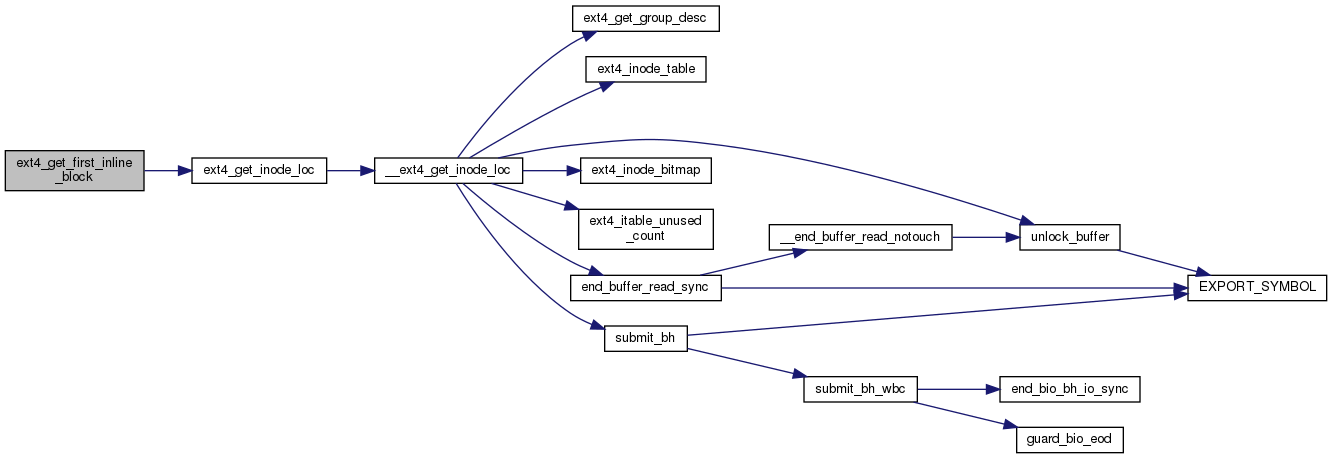 ext4_get_group_desc
ext4_inode_table
ext4_get_first_inline
_block
ext4_get_inode_loc
__ext4_get_inode_loc
ext4_inode_bitmap
ext4_itable_unused
_count
__end_buffer_read_notouch
unlock_buffer
end_buffer_read_sync
EXPORT_SYMBOL
submit_bh
submit_bh_wbc
end_bio_bh_io_sync
guard_bio_eod